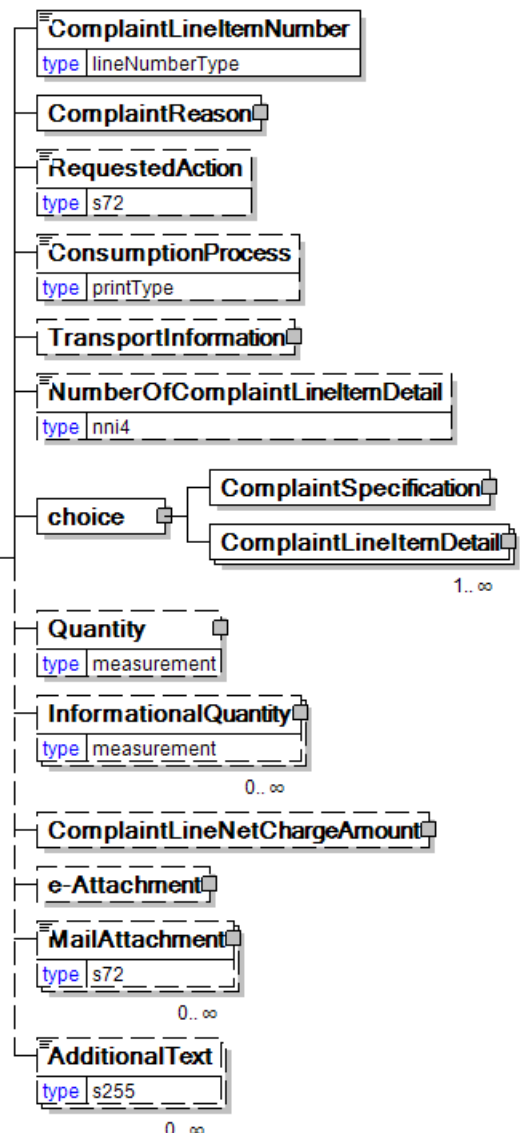 ComplaintLineItemNumber
type lineNumberType
ComplaintReason
RequestedAction
type s72
ConsumptionProcess
type printType
TransportInformation
NumberOfComplaintLineItemDetail
type nni4
choice
ComplaintSpecification
ComplaintLineItemDetail
1..∞
Quantity
type measurement
InformationalQuantity
type measurement
0..∞
ComplaintLineNetChargeAmount
e-Attachment
MailAttachment
type s72
0..∞
AdditionalText
type s255
0..∞